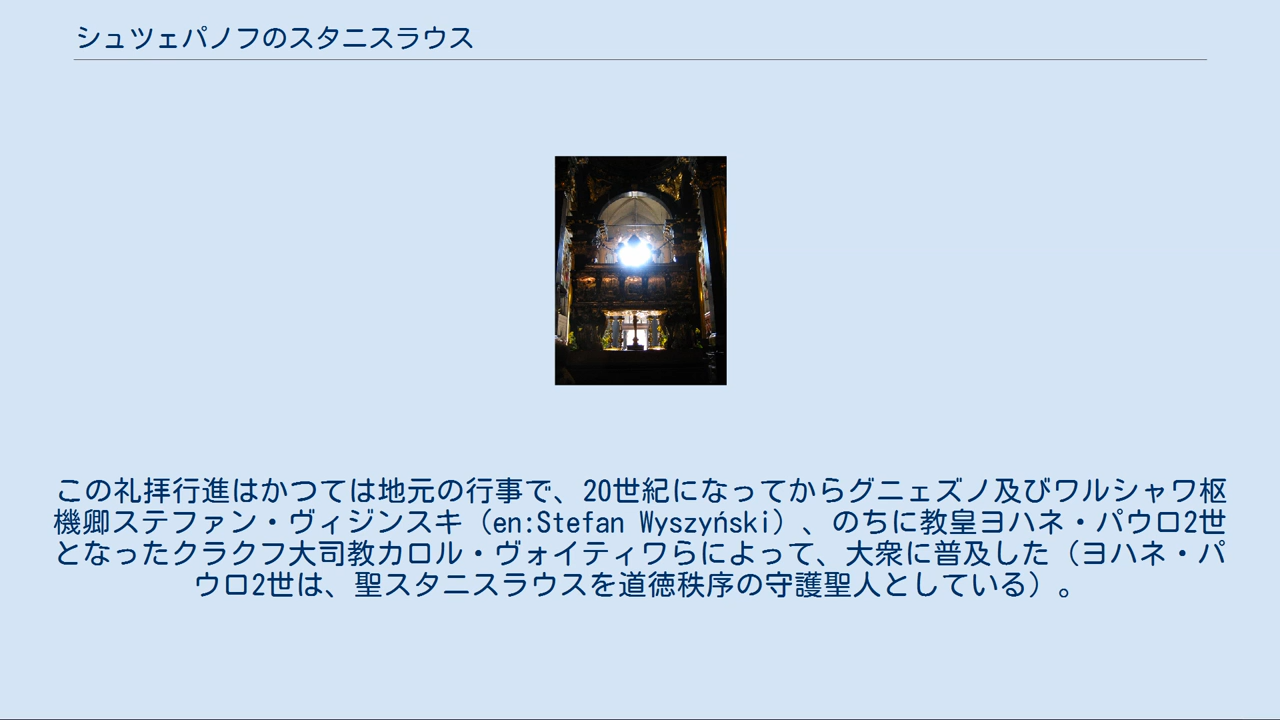 シュツェパノフのスタニスラウス
この礼拝行進はかつては地元の行事で、20世紀になってからグニェズノ及びワルシャワ枢
機卿ステファン・ヴィジンスキ（en:Stefan Wyszyński）、のちに教皇ヨハネ・パウロ2世
となったクラクフ大司教カロル・ヴォイティワらによって、大衆に普及した（ヨハネ・パ
ウロ2世は、聖スタニスラウスを道徳秩序の守護聖人としている）。